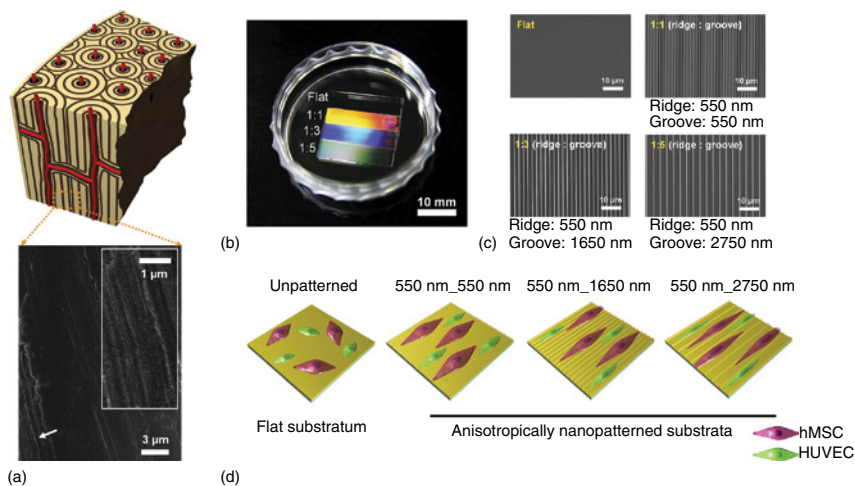 1 µm
3 µm
(a)
Flat
1:1
1:3
1:5
10 mm
(b)
Flat
10 µm
1:1 (ridge : groove)
10 µm
Ridge: 550 nm
Groove: 550 nm
1:3 (ridge : groove)
10 µm
1:5 (ridge : groove)
10 µm
Ridge: 550 nm
Groove: 1650 nm
Ridge: 550 nm
Groove: 2750 nm
(c)
Unpatterned
550 nm_550 nm
550 nm_1650 nm
550 nm_2750 nm
Flat substratum
Anisotropically nanopatterned substrata
hMSC
HUVEC
(d)